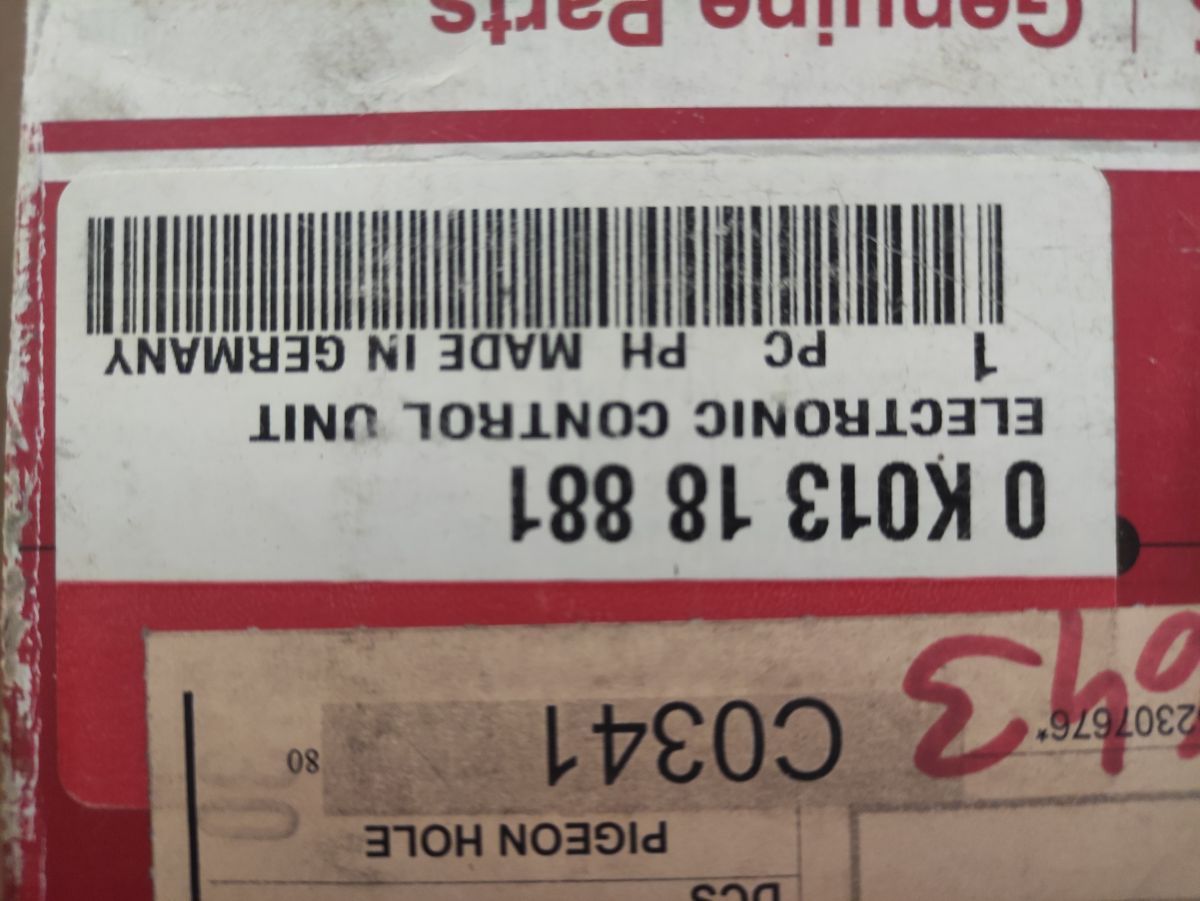 DCS
PIGEON HOLE
2307676* C0341 80
0 K013 18 881
ELECTRONIC CONTROL UNIT
1 PC PH MADE IN GERMANY
Genuine Parts